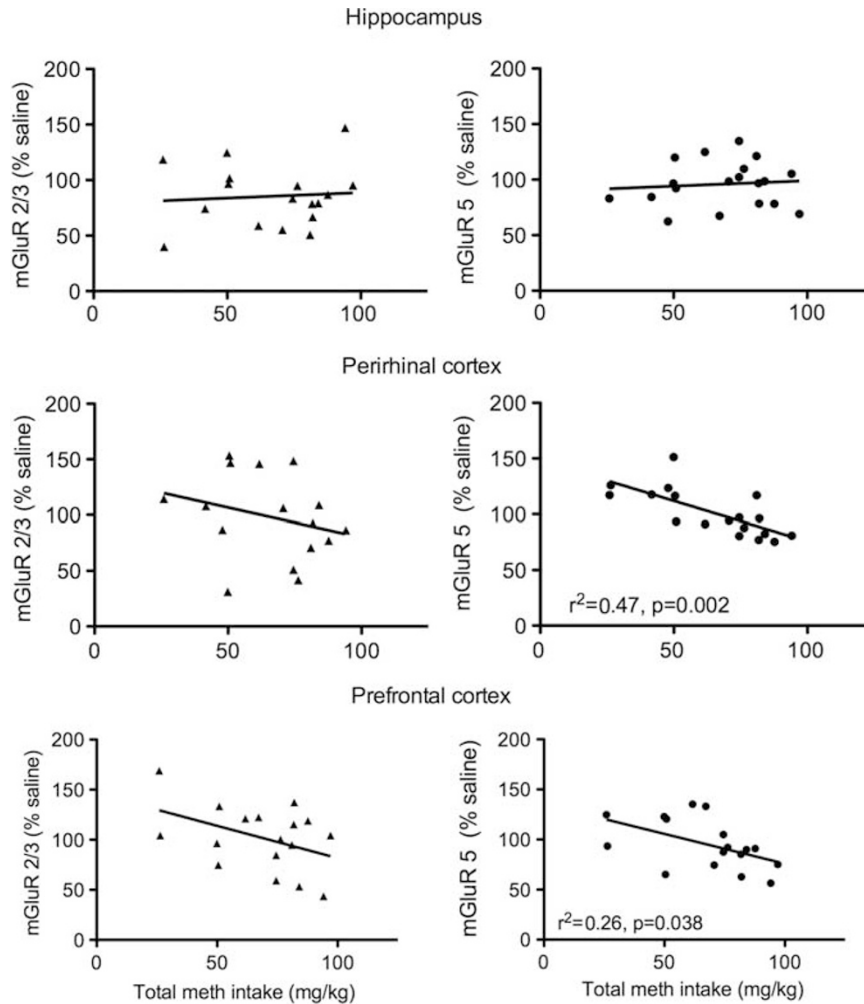 Hippocampus
mGluR 2/3 (% saline)
200
150
100
50
0
0 50 100
mGluR 5 (% saline)
200
150
100
50
0
0 50 100
Perirhinal cortex
mGluR 2/3 (% saline)
200
150
100
50
0
0 50 100
mGluR 5 (% saline)
200
150
100
50
0
r²=0.47, p=0.002
0 50 100
Prefrontal cortex
mGluR 2/3 (% saline)
200
150
100
50
0
0 50 100
Total meth intake (mg/kg)
mGluR 5 (% saline)
200
150
100
50
0
r²=0.26, p=0.038
0 50 100
Total meth intake (mg/kg)